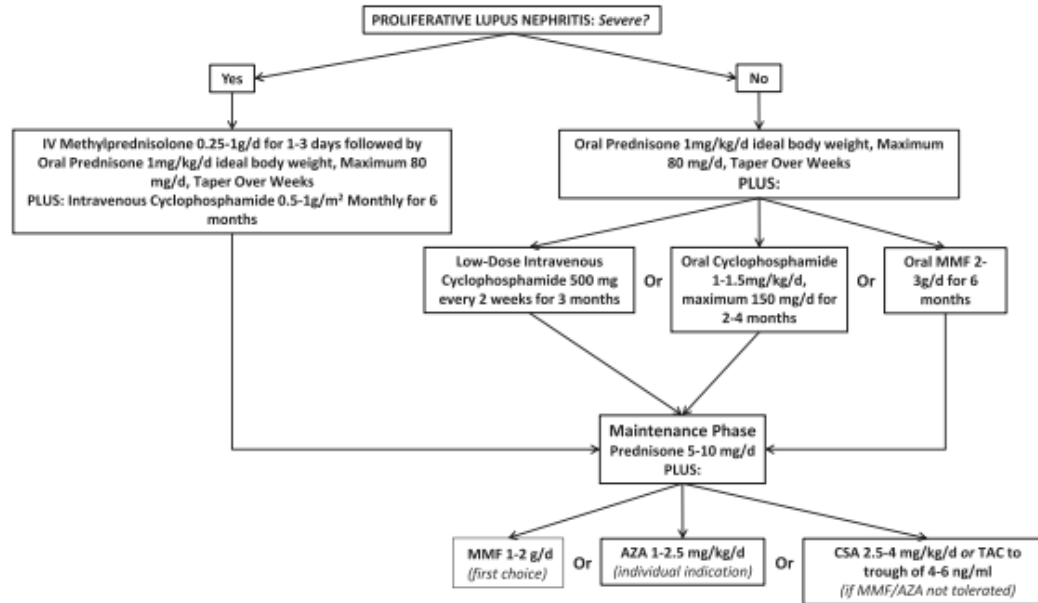 PROLIFERATIVE LUPUS NEPHRITIS: Severe?
Yes
No
IV Methylprednisolone 0.25-1g/d for 1-3 days followed by
Oral Prednisone 1mg/kg/d ideal body weight, Maximum 80
mg/d, Taper Over Weeks
PLUS: Intravenous Cyclophosphamide 0.5-1g/m² Monthly for 6
months
Oral Prednisone 1mg/kg/d ideal body weight, Maximum
80 mg/d, Taper Over Weeks
PLUS:
Low-Dose Intravenous
Cyclophosphamide 500 mg
every 2 weeks for 3 months
Or
Oral Cyclophosphamide
1-1.5mg/kg/d,
maximum 150 mg/d for
2-4 months
Or
Oral MMF 2-
3g/d for 6
months
Maintenance Phase
Prednisone 5-10 mg/d
PLUS:
MMF 1-2 g/d
(first choice)
Or
AZA 1-2.5 mg/kg/d
(individual indication)
Or
CSA 2.5-4 mg/kg/d or TAC to
trough of 4-6 ng/ml
(if MMF/AZA not tolerated)